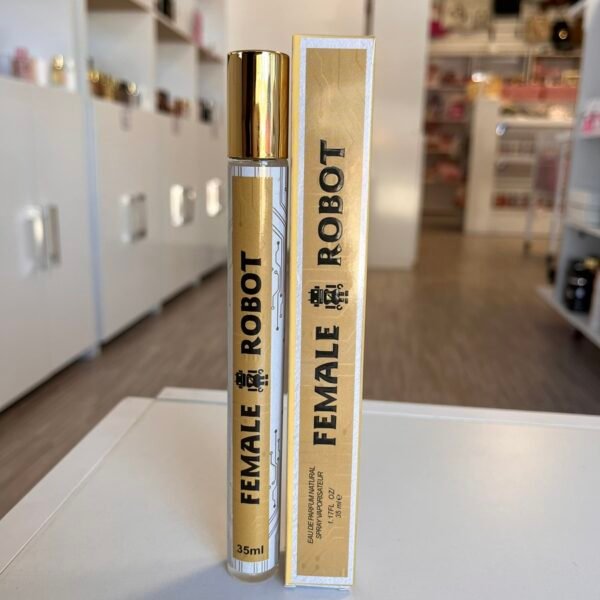 FEMALE ROBOT
35ml
FEMALE ROBOT
EAU DE PARFUM NATURAL
SPRAY VAPORISATEUR
1.17FL OZ/
35 ml e